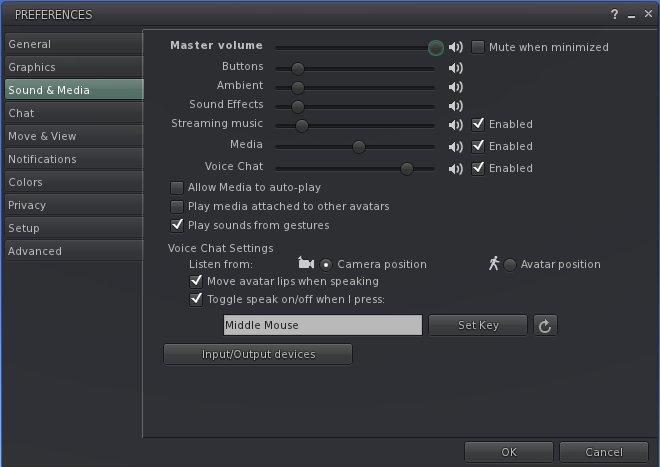 PREFERENCES
General
Graphics
Sound & Media
Chat
Move & View
Notifications
Colors
Privacy
Setup
Advanced
Master volume Mute when minimized
Buttons
Ambient
Sound Effects
Streaming music Enabled
Media Enabled
Voice Chat Enabled
Allow Media to auto-play
Play media attached to other avatars
Play sounds from gestures
Voice Chat Settings
Listen from: Camera position Avatar position
Move avatar lips when speaking
Toggle speak on/off when I press:
Middle Mouse Set Key
Input/Output devices
OK Cancel